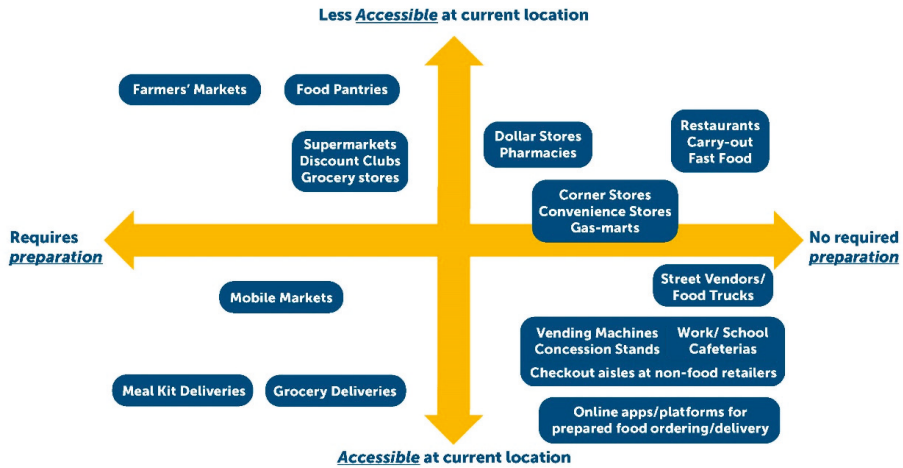 Less Accessible at current location
Farmers’ Markets
Food Pantries
Supermarkets
Discount Clubs
Grocery stores
Dollar Stores
Pharmacies
Restaurants
Carry-out
Fast Food
Corner Stores
Convenience Stores
Gas-marts
Requires
preparation
No required
preparation
Mobile Markets
Street Vendors/
Food Trucks
Vending Machines
Concession Stands
Work/ School
Cafeterias
Checkout aisles at non-food retailers
Meal Kit Deliveries
Grocery Deliveries
Online apps/platforms for
prepared food ordering/delivery
Accessible at current location